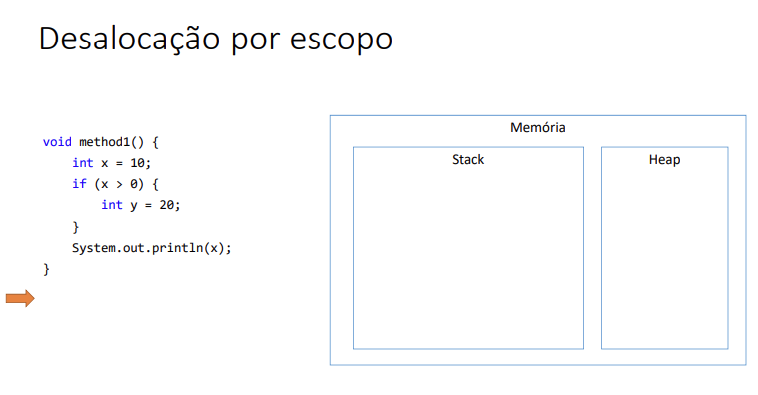 Desalocação por escopo
void method1() {
int x = 10;
if (x > 0) {
int y = 20;
}
System.out.println(x);
}
Memória
Stack
Heap